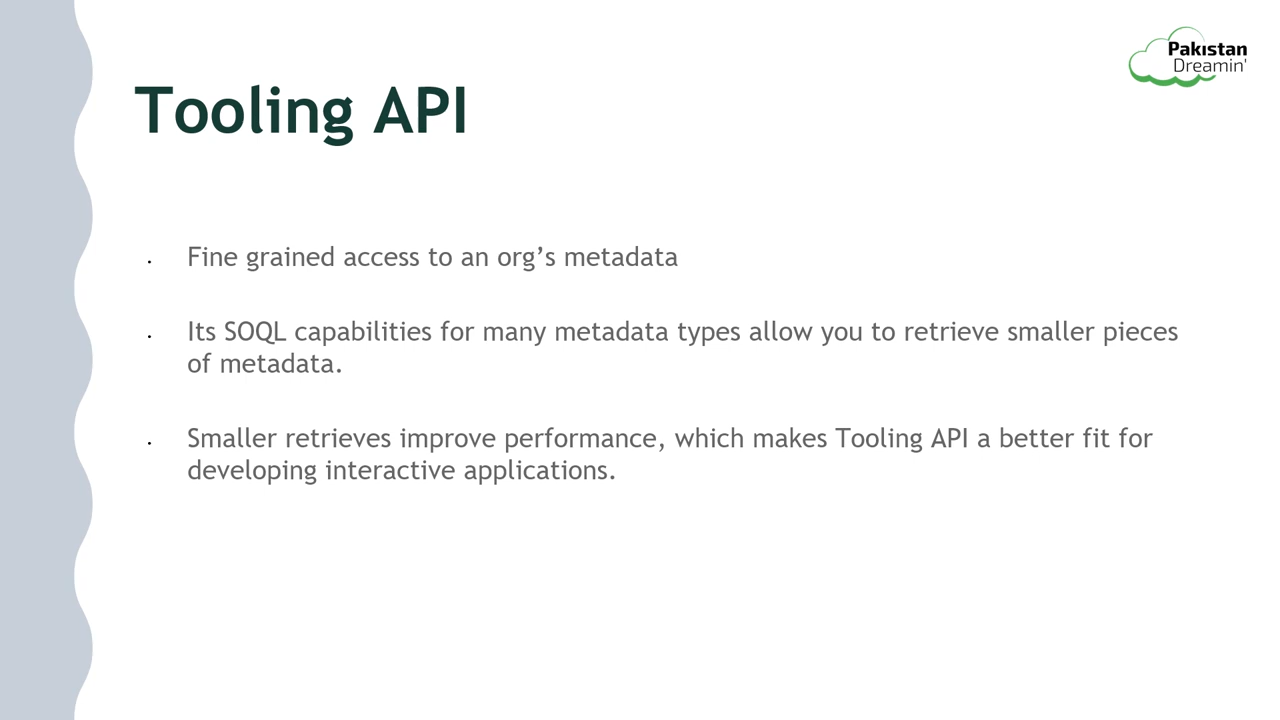 Pakistan
Dreamin'
Tooling API
Fine grained access to an org’s metadata
Its SOQL capabilities for many metadata types allow you to retrieve smaller pieces
of metadata.
Smaller retrieves improve performance, which makes Tooling API a better fit for
developing interactive applications.